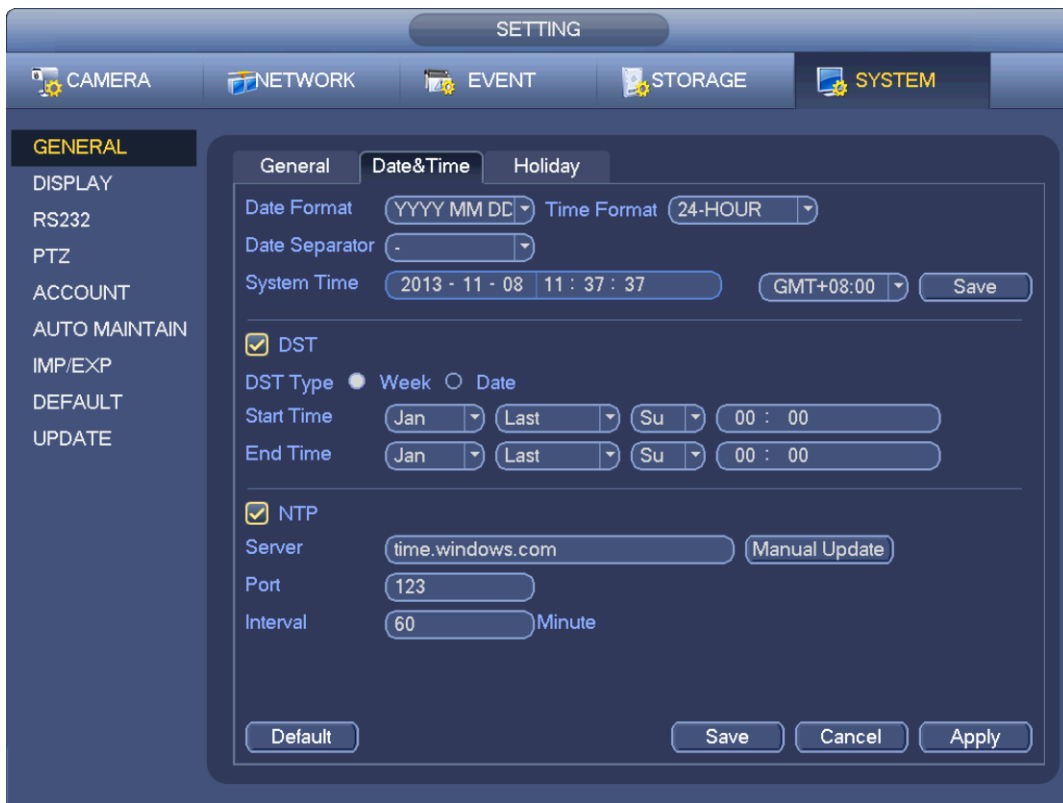 SETTING
CAMERA NETWORK EVENT STORAGE SYSTEM
GENERAL
DISPLAY
RS232
PTZ
ACCOUNT
AUTO MAINTAIN
IMP/EXP
DEFAULT
UPDATE
General Date&Time Holiday
Date Format YYYY MM DD Time Format 24-HOUR
Date Separator -
System Time 2013 - 11 - 08 11 : 37 : 37 GMT+08:00 Save
DST
DST Type Week Date
Start Time Jan Last Su 00 : 00
End Time Jan Last Su 00 : 00
NTP
Server time.windows.com Manual Update
Port 123
Interval 60 Minute
Default Save Cancel Apply